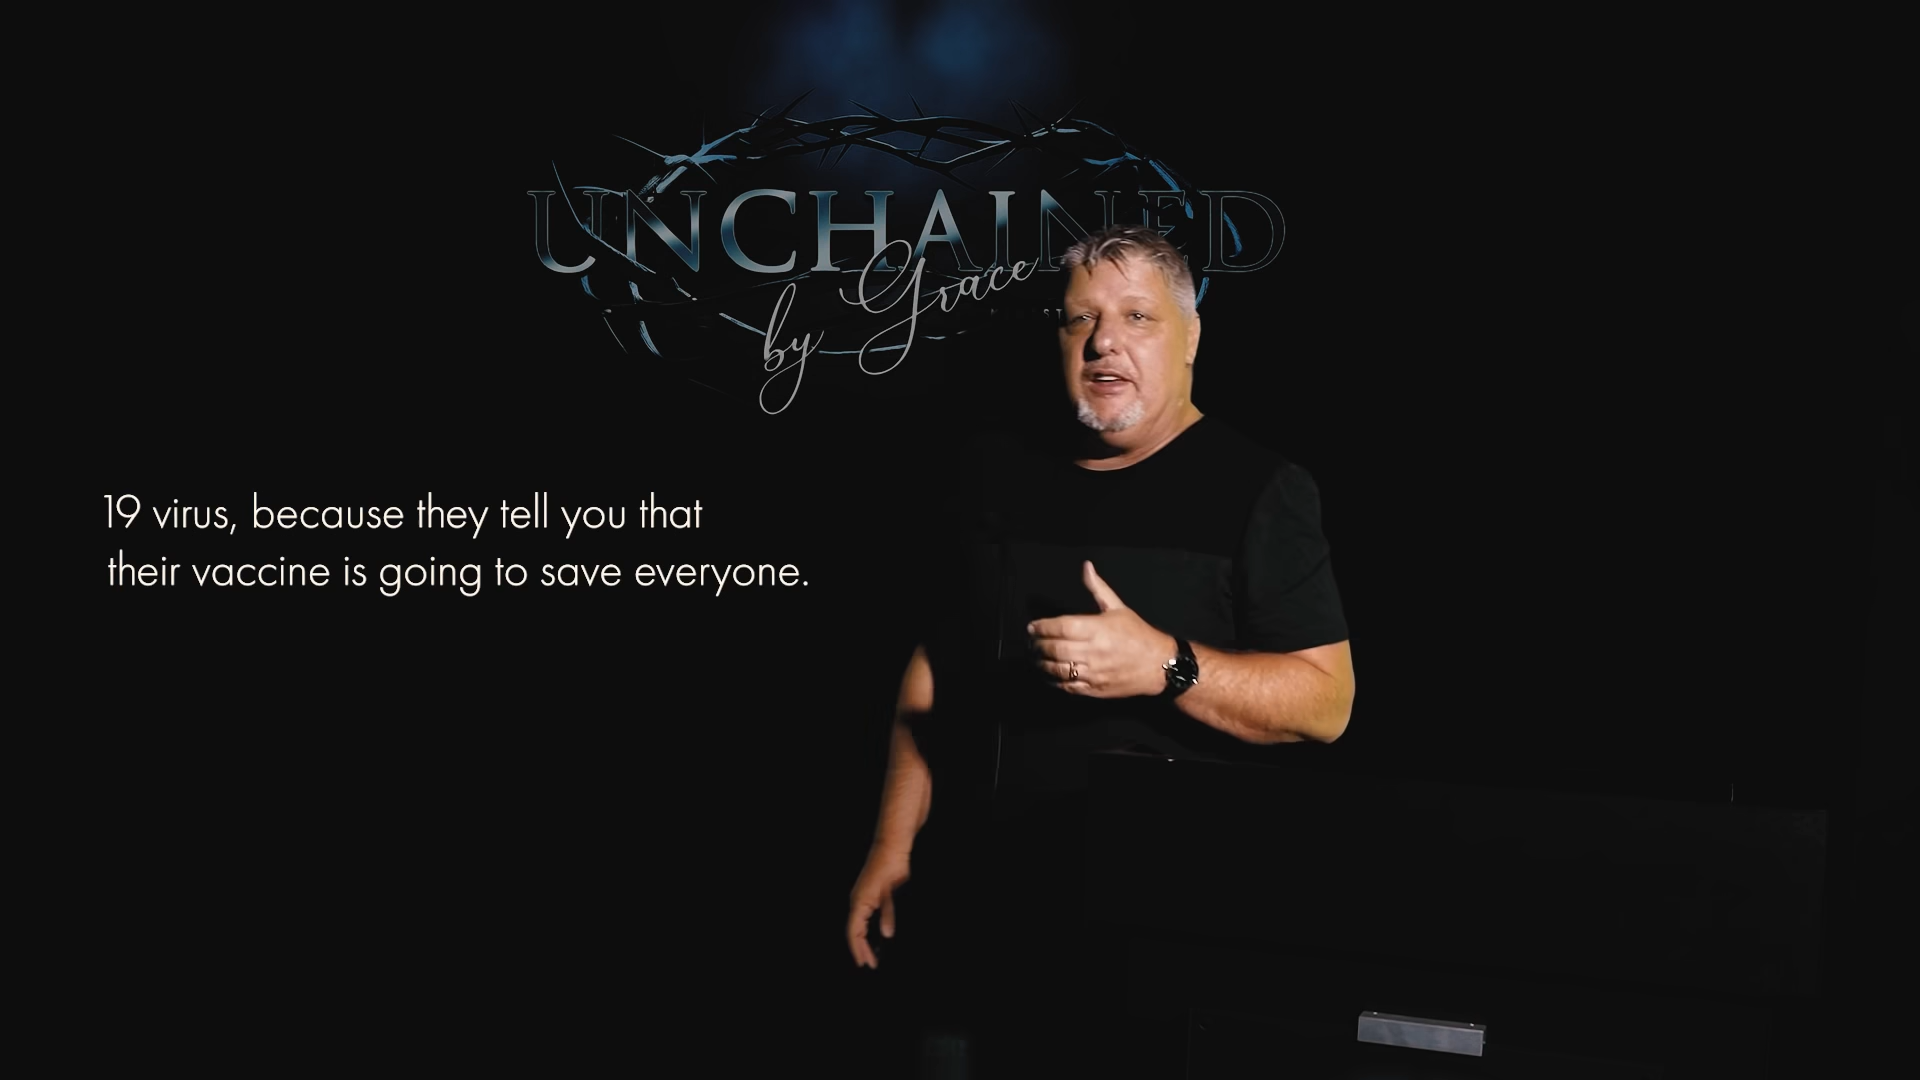 UNCHAINED
by Grace
19 virus, because they tell you that
their vaccine is going to save everyone.